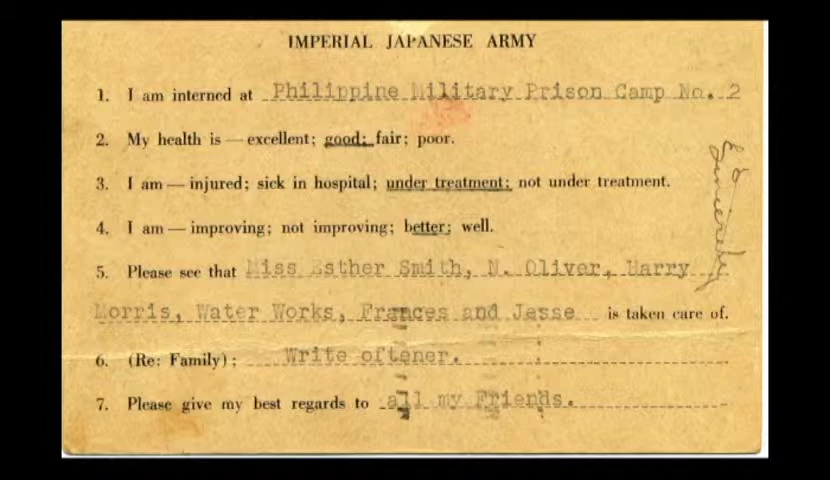 IMPERIAL JAPANESE ARMY
1. I am interned at Philippine Military Prison Camp No. 2
2. My health is — excellent; good; fair; poor.
3. I am — injured; sick in hospital; under treatment; not under treatment.
4. I am — improving; not improving; better; well.
5. Please see that Miss Esther Smith, N. Oliver, Harry
Morris, Water Works, Frances and Jesse is taken care of.
6. (Re: Family); Write oftener.
7. Please give my best regards to all my Friends.